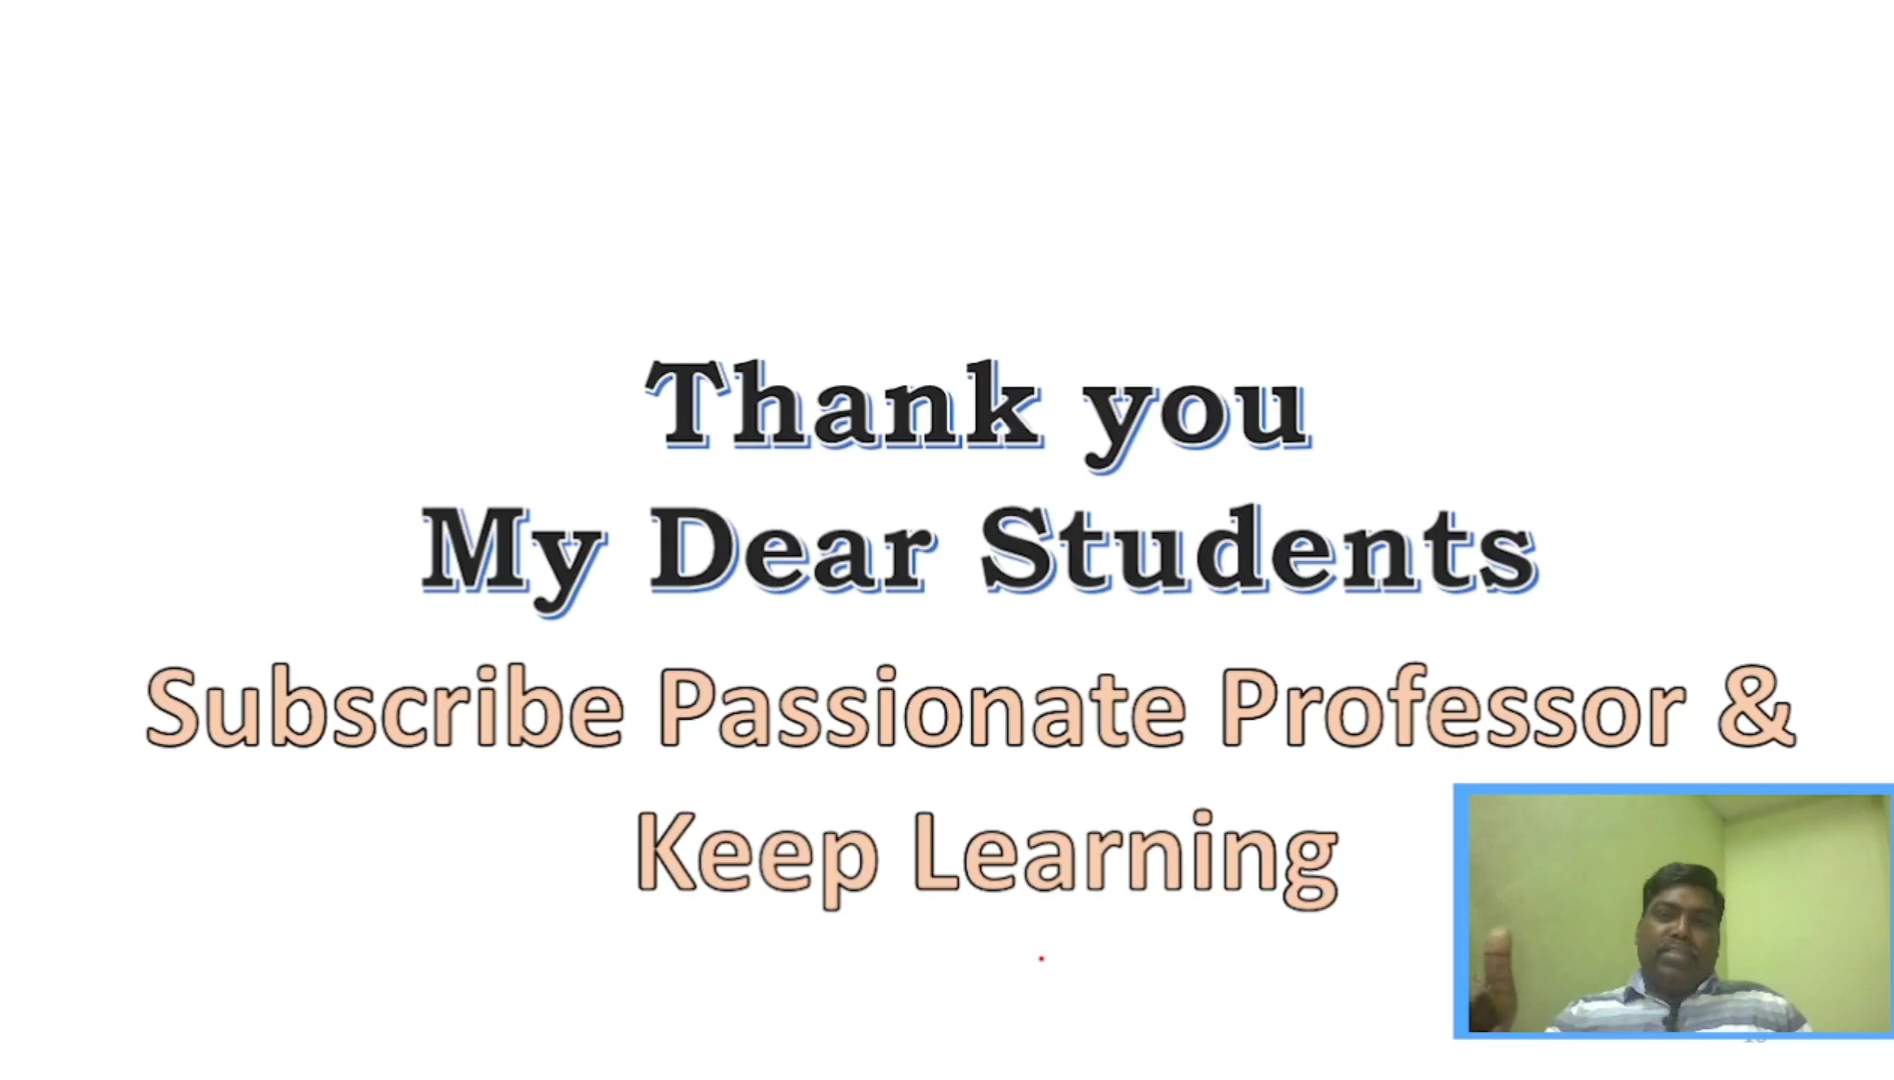 Thank you
My Dear Students
Subscribe Passionate Professor &
Keep Learning